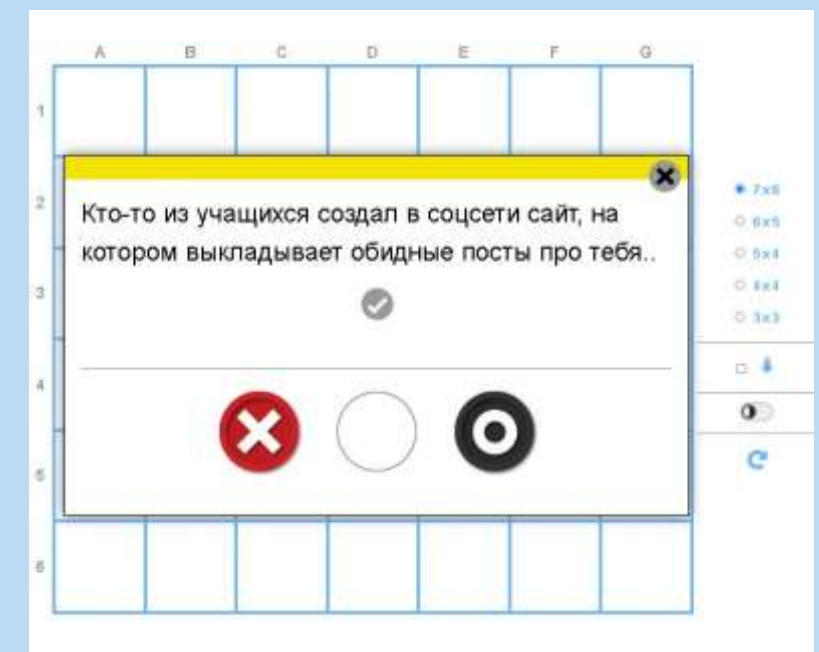 A B C D E F G
1
2
3
4
5
6
Кто-то из учащихся создал в соцсети сайт, на
котором выкладывает обидные посты про тебя..
7x6
6x5
5x4
4x4
3x3